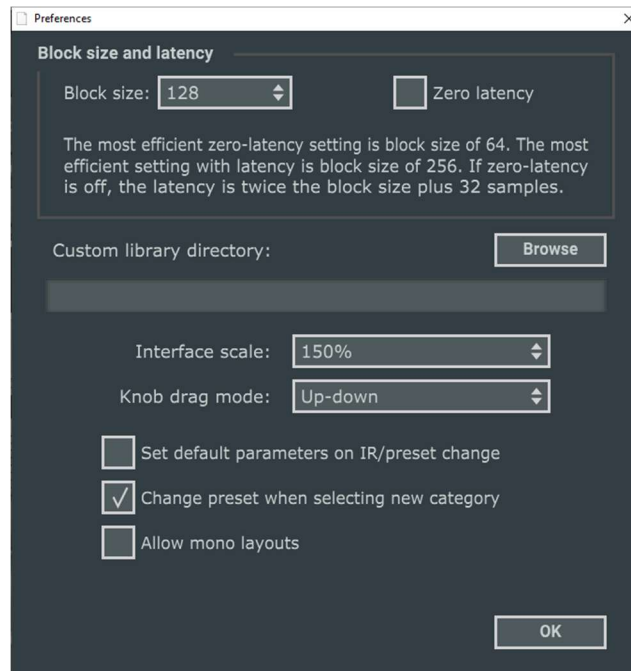 Preferences
Block size and latency
Block size: 128
Zero latency
The most efficient zero-latency setting is block size of 64. The most
efficient setting with latency is block size of 256. If zero-latency
is off, the latency is twice the block size plus 32 samples.
Custom library directory:
Browse
Interface scale: 150%
Knob drag mode: Up-down
Set default parameters on IR/preset change
Change preset when selecting new category
Allow mono layouts
OK